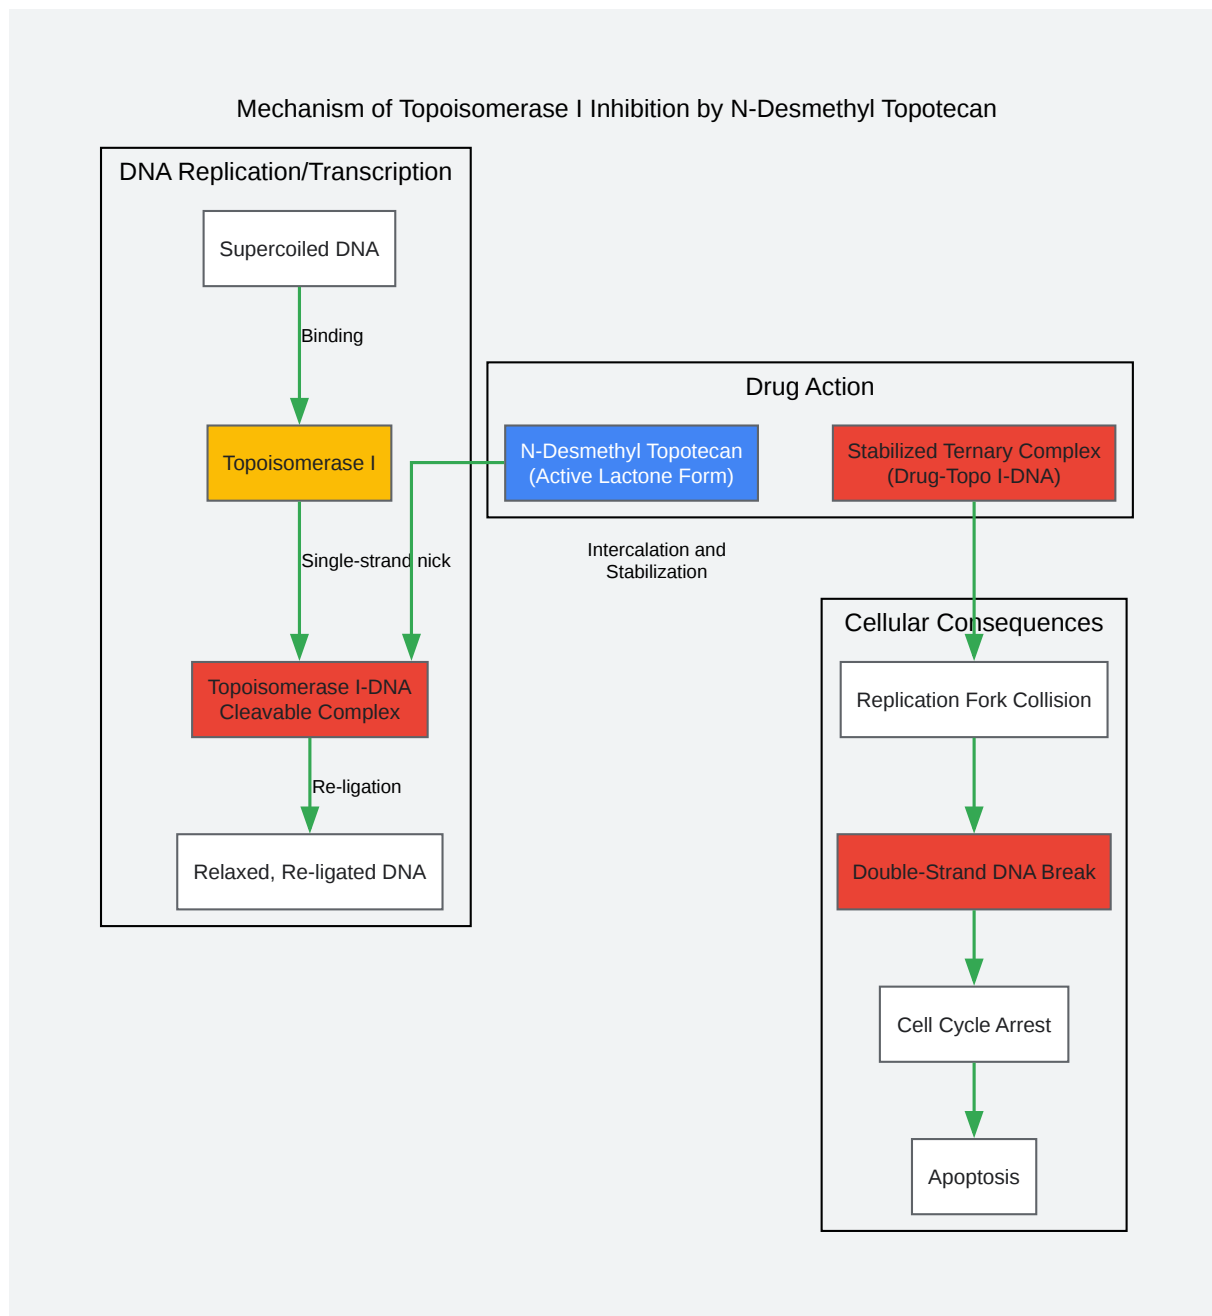 Mechanism of Topoisomerase I Inhibition by N-Desmethyl Topotecan
DNA Replication/Transcription
Supercoiled DNA
Binding
Topoisomerase I
Single-strand nick
Topoisomerase I-DNA
Cleavable Complex
Re-ligation
Relaxed, Re-ligated DNA
Drug Action
N-Desmethyl Topotecan
(Active Lactone Form)
Stabilized Ternary Complex
(Drug-Topo I-DNA)
Intercalation and
Stabilization
Cellular Consequences
Replication Fork Collision
Double-Strand DNA Break
Cell Cycle Arrest
Apoptosis